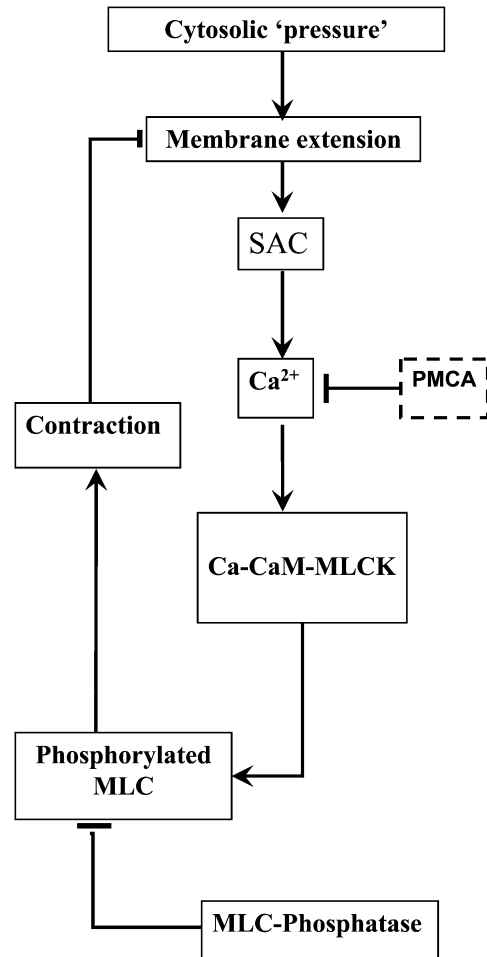 Cytosolic ‘pressure’
Membrane extension
SAC
Ca²⁺
PMCA
Contraction
Ca-CaM-MLCK
Phosphorylated
MLC
MLC-Phosphatase